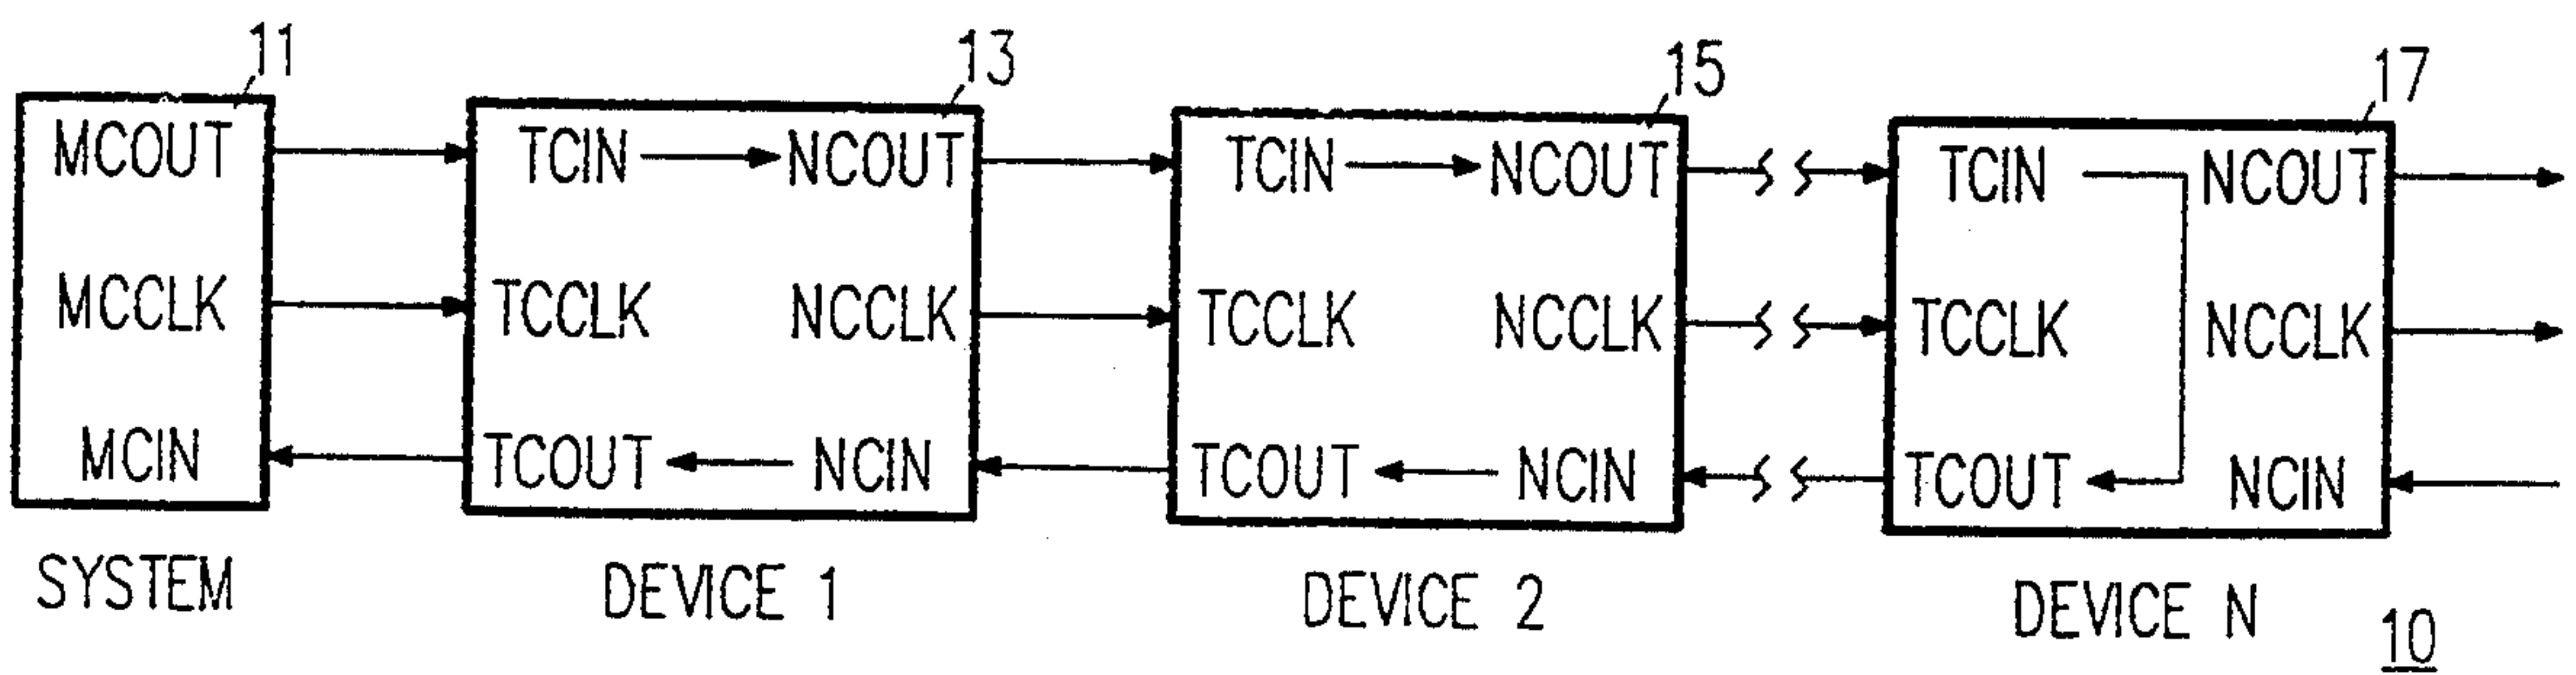 11
13
15
17
MCOUT
TCIN NCOUT
TCIN NCOUT
TCIN NCOUT
MCCLK
TCCLK NCCLK
TCCLK NCCLK
TCCLK NCCLK
MCIN
TCOUT NCIN
TCOUT NCIN
TCOUT NCIN
SYSTEM
DEVICE 1
DEVICE 2
DEVICE N
10